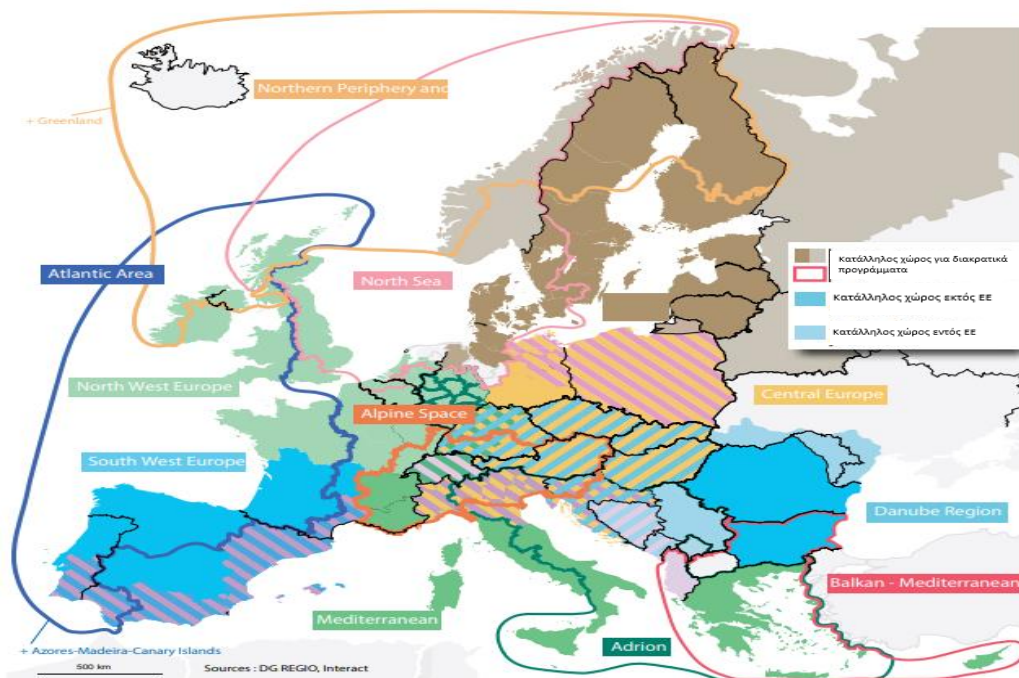 Northern Periphery and
+ Greenland
Atlantic Area
North Sea
Κατάλληλος χώρος για διακρατικά
προγράμματα
Κατάλληλος χώρος εκτός ΕΕ
Κατάλληλος χώρος εντός ΕΕ
North West Europe
Central Europe
Alpine Space
South West Europe
Danube Region
Balkan - Mediterranean
Mediterranean
Adrion
+ Azores-Madeira-Canary Islands
500 km
Sources : DG REGIO, Interact